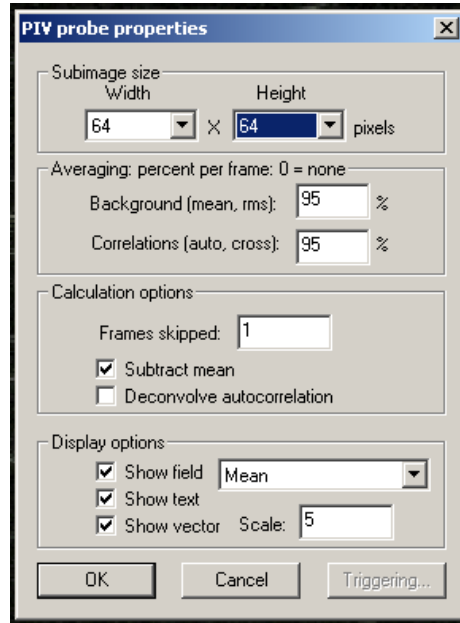 PIV probe properties
Subimage size
Width Height
64 X 64 pixels
Averaging: percent per frame: 0 = none
Background (mean, rms): 95 %
Correlations (auto, cross): 95 %
Calculation options
Frames skipped: 1
Subtract mean
Deconvolve autocorrelation
Display options
Show field Mean
Show text
Show vector Scale: 5
OK Cancel Triggering...